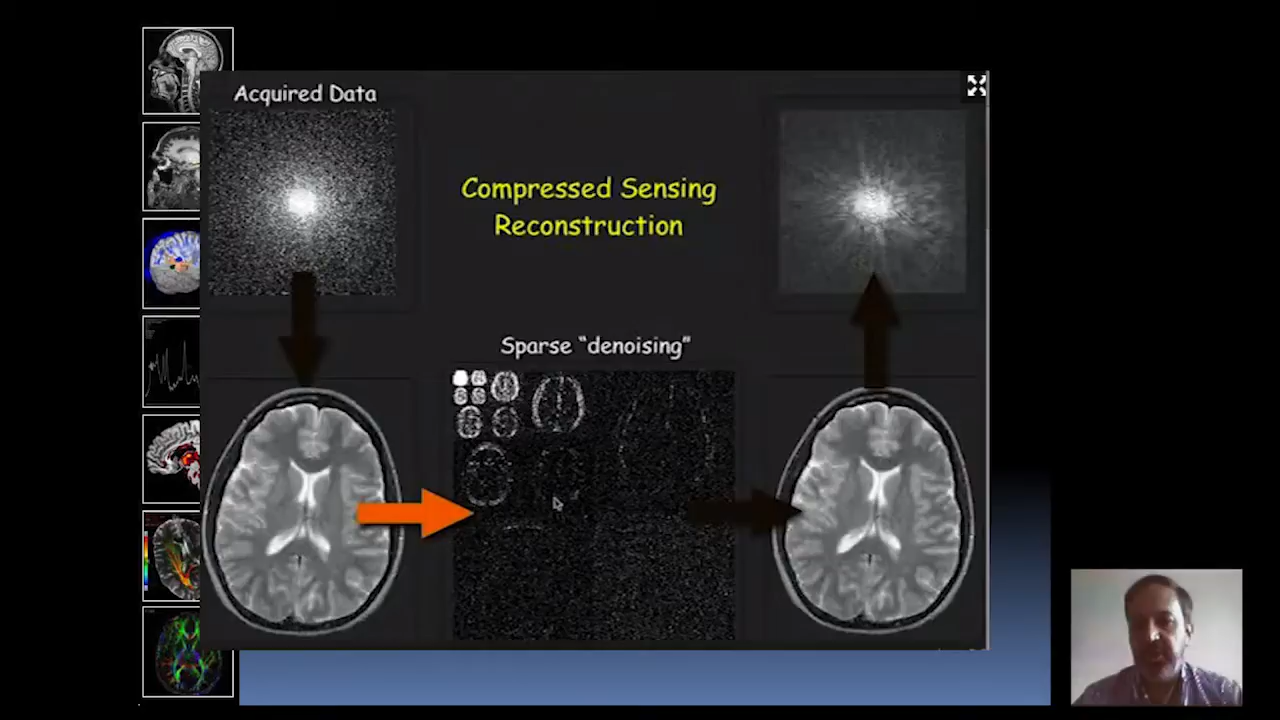 Acquired Data
Compressed Sensing
Reconstruction
Sparse “denoising”